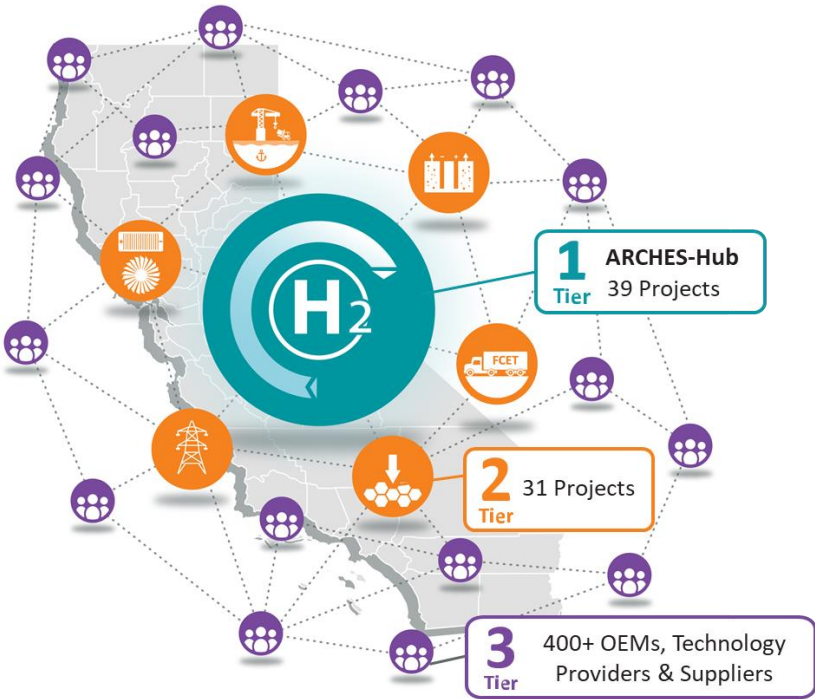 H2
1 ARCHES-Hub
Tier 39 Projects
FCET
2 31 Projects
Tier
3 400+ OEMs, Technology
Tier Providers & Suppliers